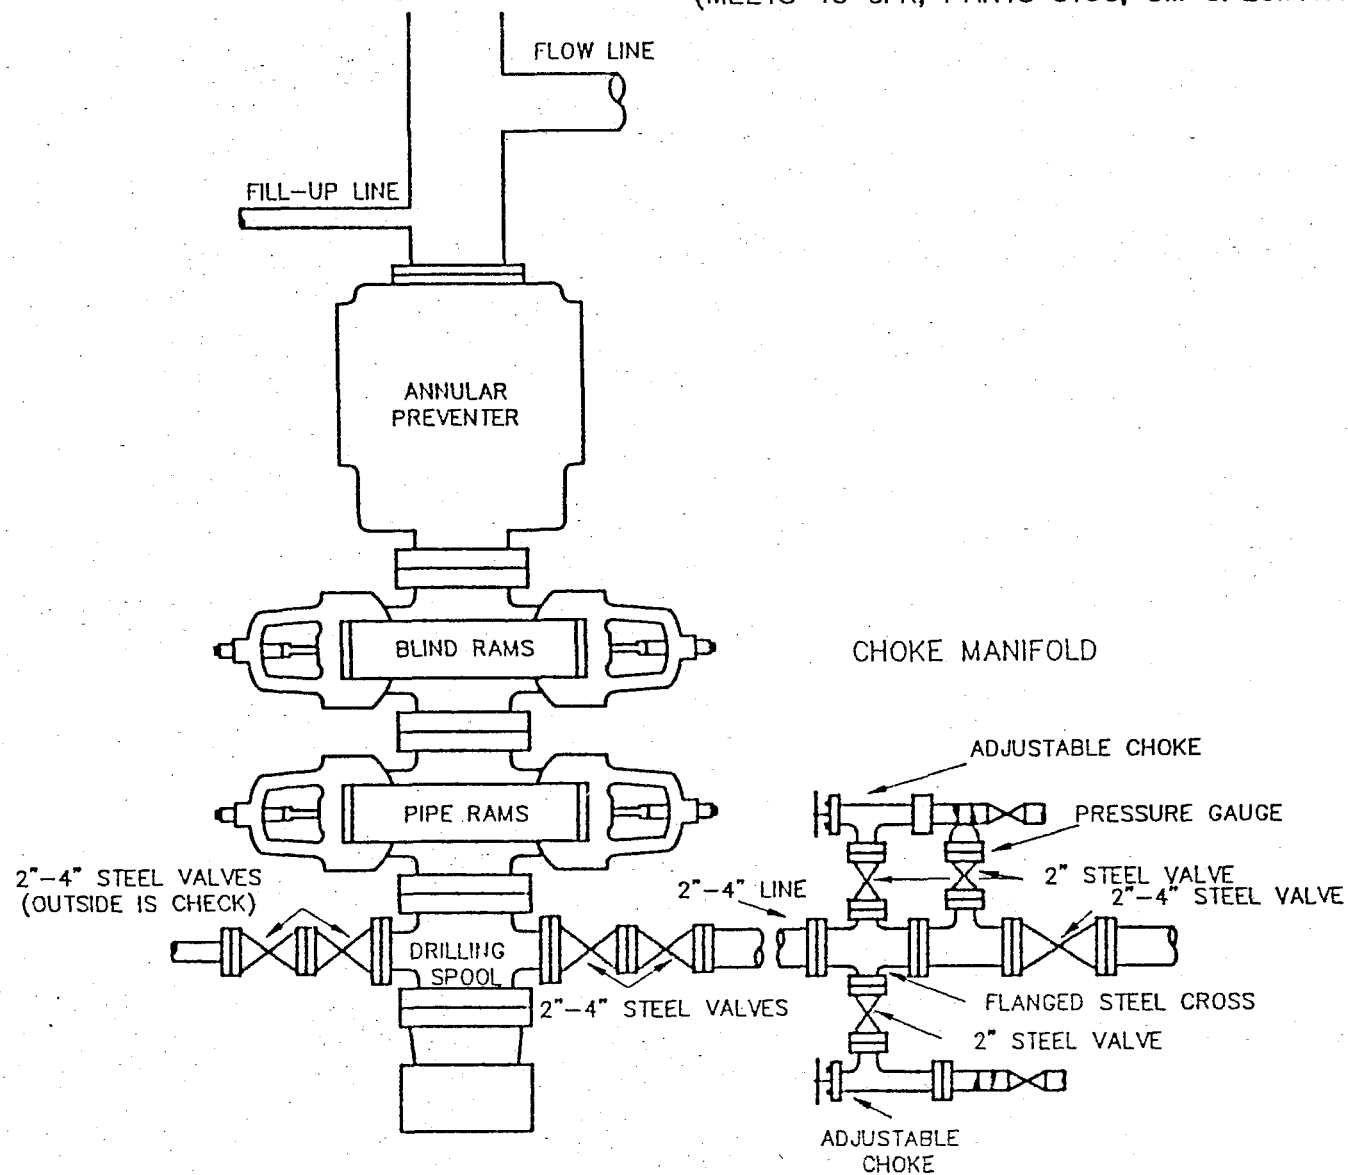 FLOW LINE
FILL-UP LINE
ANNULAR
PREVENTER
BLIND RAMS
CHOKE MANIFOLD
ADJUSTABLE CHOKE
PIPE RAMS
PRESSURE GAUGE
2"-4" STEEL VALVES
(OUTSIDE IS CHECK)
2"-4" LINE
2" STEEL VALVE
2"-4" STEEL VALVE
DRILLING
SPOOL
2"-4" STEEL VALVES
FLANGED STEEL CROSS
2" STEEL VALVE
ADJUSTABLE
CHOKE